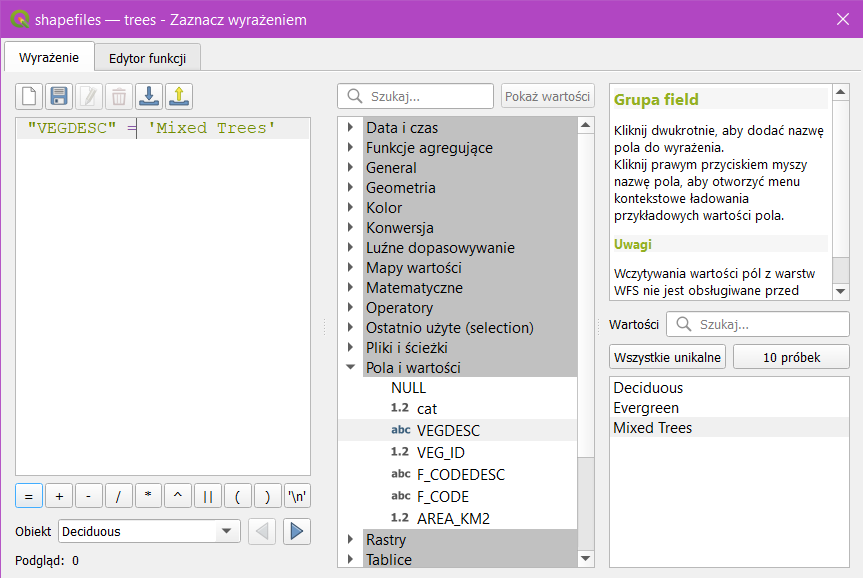 shapefiles — trees - Zaznacz wyrażeniem
Wyrażenie
Edytor funkcji
"VEGDESC" = 'Mixed Trees'
= + - / * ^ || ( ) '\n'
Obiekt Deciduous
Podgląd: 0
Szukaj...
Pokaż wartości
Data i czas
Funkcje agregujące
General
Geometria
Kolor
Konwersja
Luźne dopasowywanie
Mapy wartości
Matematyczne
Operatory
Ostatnio użyte (selection)
Pliki i ścieżki
Pola i wartości
NULL
1.2 cat
abc VEGDESC
1.2 VEG_ID
abc F_CODEDESC
abc F_CODE
1.2 AREA_KM2
Rastry
Tablice
Grupa field
Kliknij dwukrotnie, aby dodać nazwę
pola do wyrażenia.
Kliknij prawym przyciskiem myszy
nazwę pola, aby otworzyć menu
kontekstowe ładowania
przykładowych wartości pola.
Uwagi
Wczytywania wartości pól z warstw
WFS nie jest obsługiwane przed
Wartości Szukaj...
Wszystkie unikalne
10 próbek
Deciduous
Evergreen
Mixed Trees